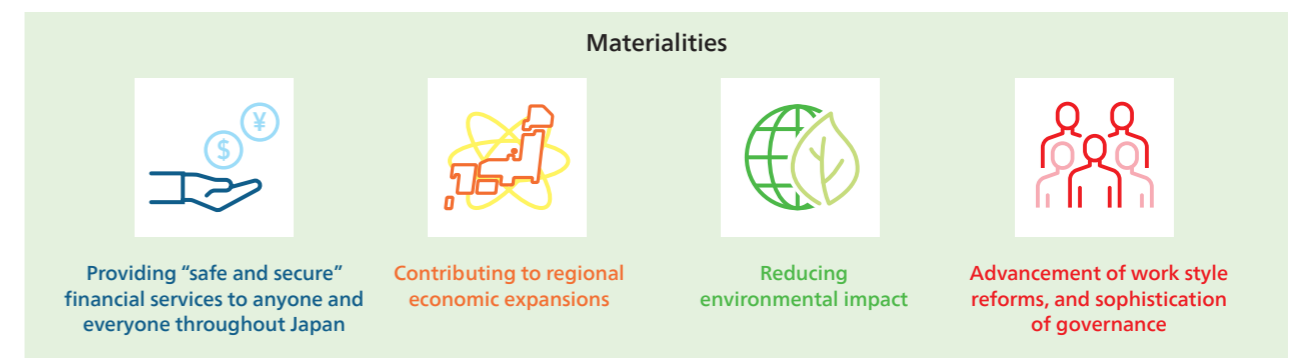 Materialities
¥
$
Providing “safe and secure”
financial services to anyone and
everyone throughout Japan
Contributing to regional
economic expansions
Reducing
environmental impact
Advancement of work style
reforms, and sophistication
of governance